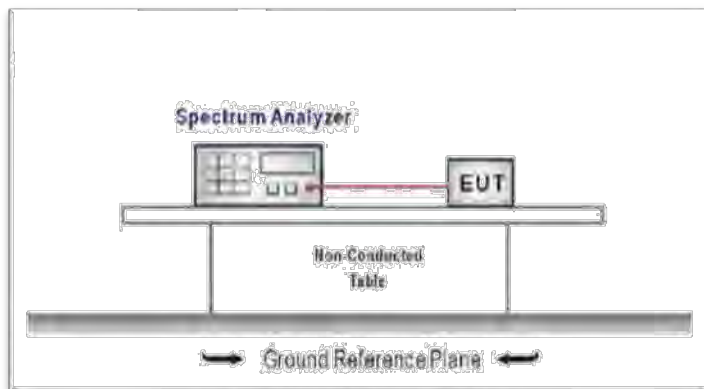 Spectrum Analyzer
EUT
Non-Conducted
Table
Ground Reference Plane